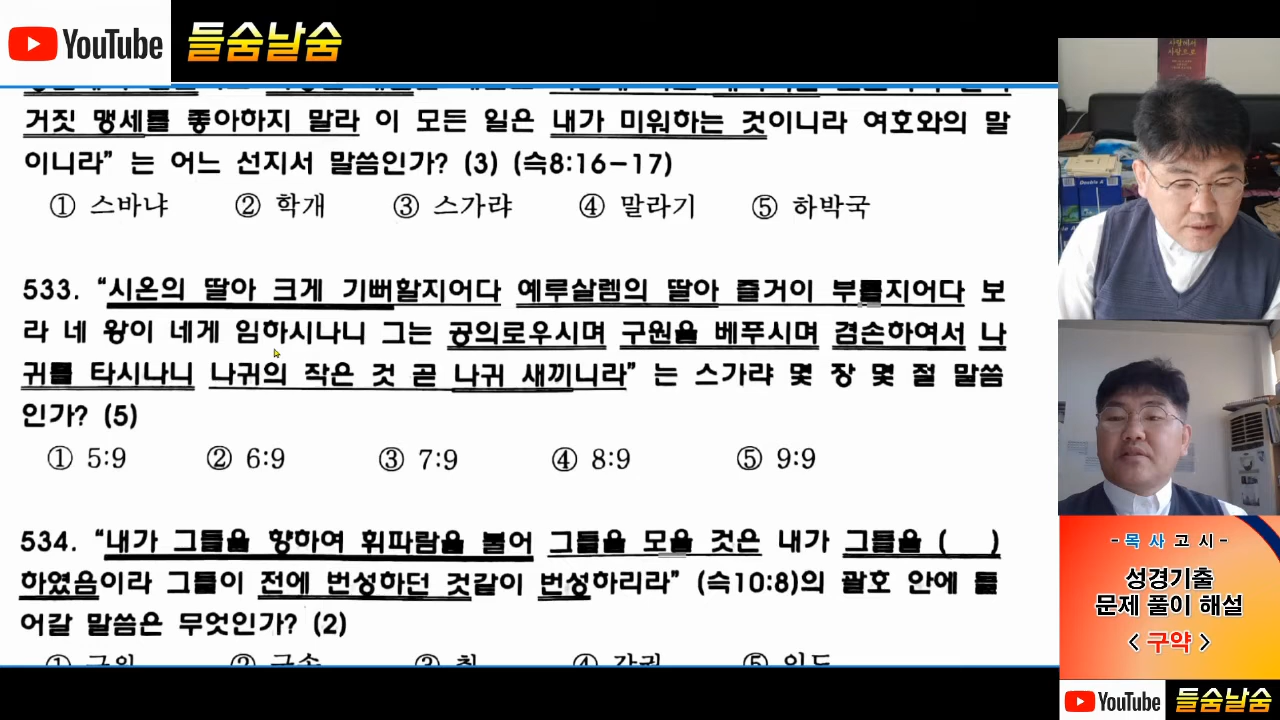 YouTube 들숨날숨
거짓 맹세를 좋아하지 말라 이 모든 일은 내가 미워하는 것이니라 여호와의 말
이니라” 는 어느 선지서 말씀인가? (3) (슥8:16-17)
① 스바냐 ② 학개 ③ 스가랴 ④ 말라기 ⑤ 하박국
533. “시온의 딸아 크게 기뻐할지어다 예루살렘의 딸아 즐거이 부를지어다 보
라 네 왕이 네게 임하시나니 그는 공의로우시며 구원을 베푸시며 겸손하여서 나
귀를 타시나니 나귀의 작은 것 곧 나귀 새끼니라” 는 스가랴 몇 장 몇 절 말씀
인가? (5)
① 5:9 ② 6:9 ③ 7:9 ④ 8:9 ⑤ 9:9
534. “내가 그들을 향하여 휘파람을 불어 그들을 모을 것은 내가 그들을 ( )
하였음이라 그들이 전에 번성하던 것같이 번성하리라” (슥10:8)의 괄호 안에 들
어갈 말씀은 무엇인가? (2)
① ② ③ ④ ⑤
- 목 사 고 시 -
성경기출
문제 풀이 해설
< 구약 >
YouTube 들숨날숨